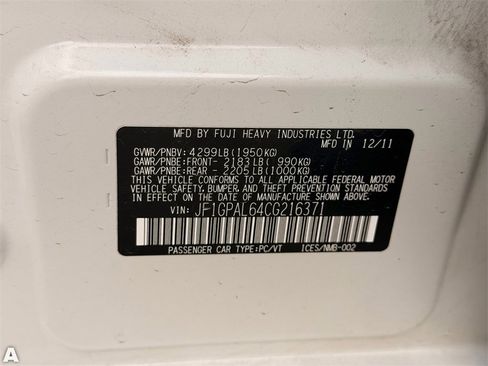 MFD BY FUJI HEAVY INDUSTRIES LTD.
MFD IN 12/11
GVWR/PNBV: 4299LB(1950KG)
GAWR/PNBE:FRONT- 2183LB( 990KG)
GAWR/PNBE:REAR - 2205LB(1000KG)
THIS VEHICLE CONFORMS TO ALL APPLICABLE FEDERAL MOTOR
VEHICLE SAFETY,BUMPER,AND THEFT PREVENTION STANDARDS
IN EFFECT ON THE DATE OF MANUFACTURE SHOWN ABOVE.
VIN: JF1GPAL64CG216371
PASSENGER CAR TYPE:PC/VT ICES/NMB-002
A